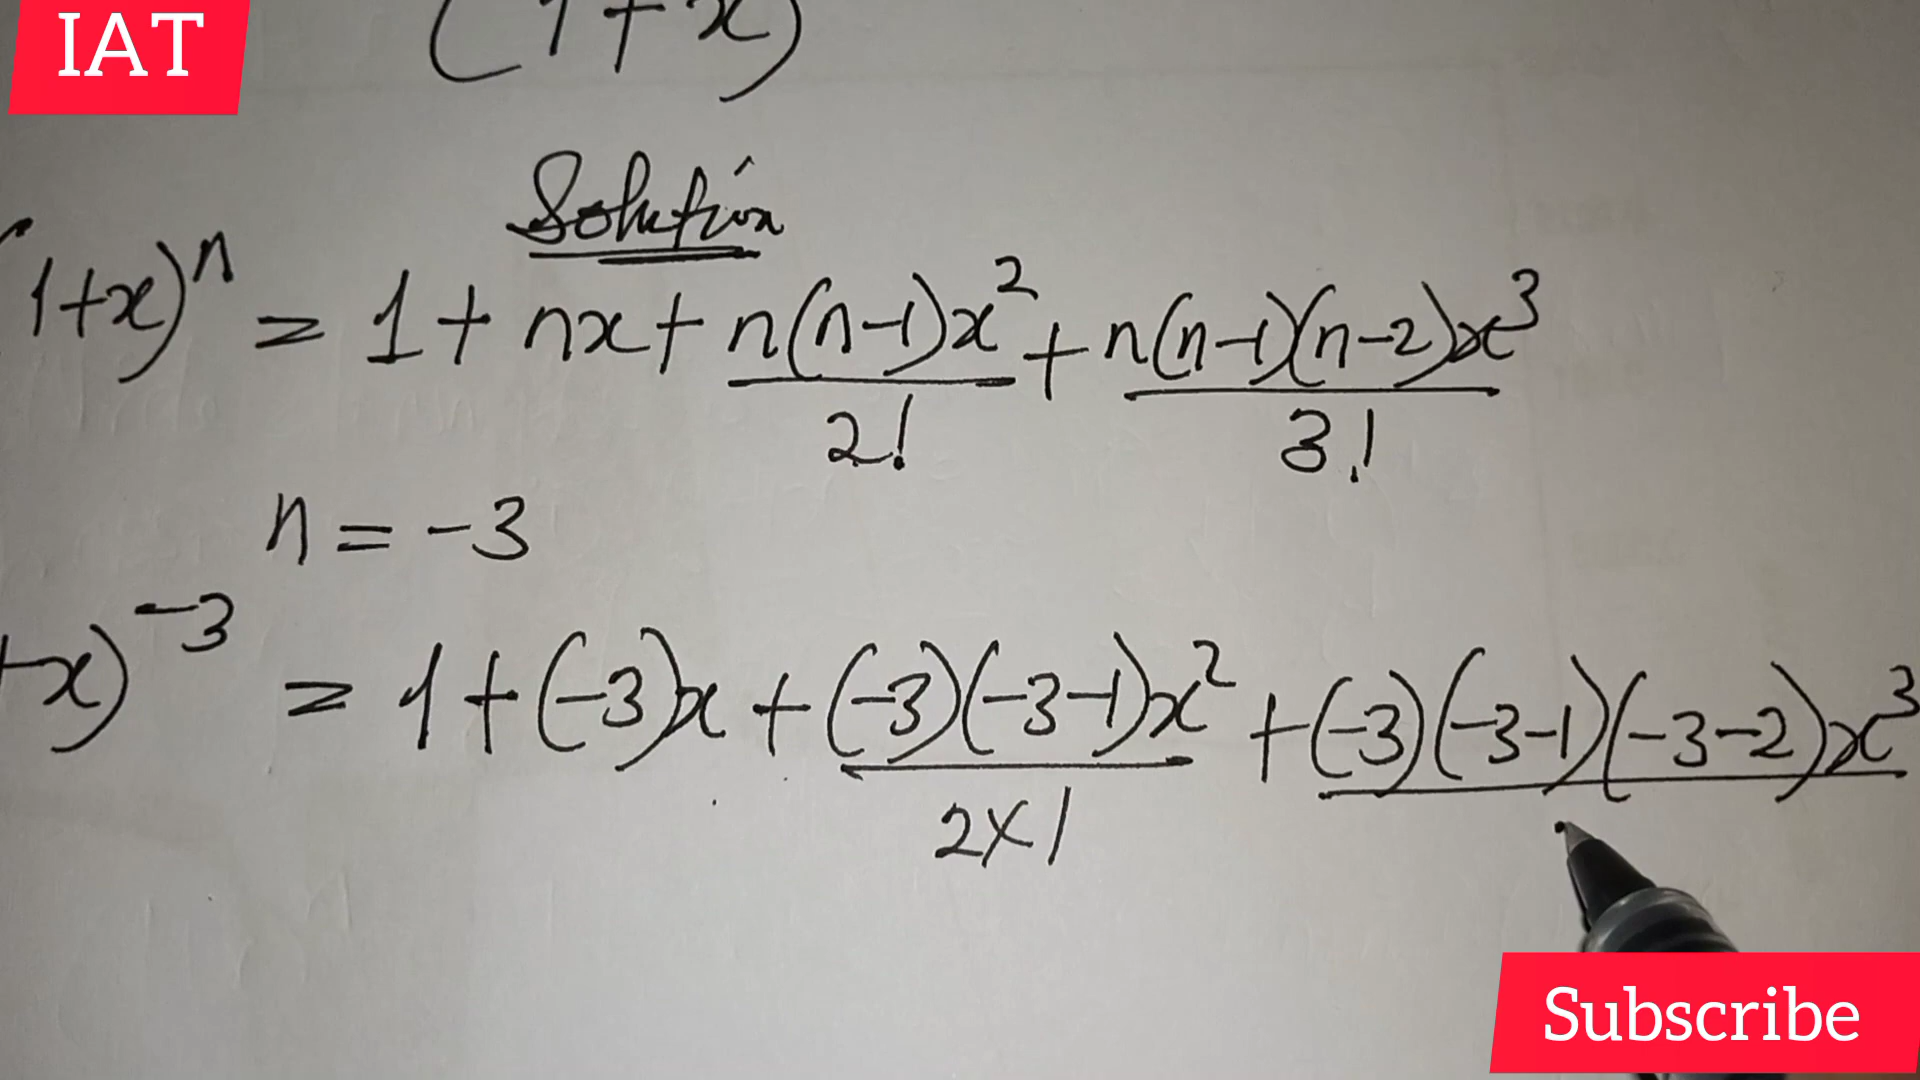 IAT
(1+x)
Solution
(1+x)^n = 1 + nx + n(n-1)x^2/2! + n(n-1)(n-2)x^3/3!
n = -3
+x)^-3 = 1 + (-3)x + (-3)(-3-1)x^2/2×1 + (-3)(-3-1)(-3-2)x^3
Subscribe